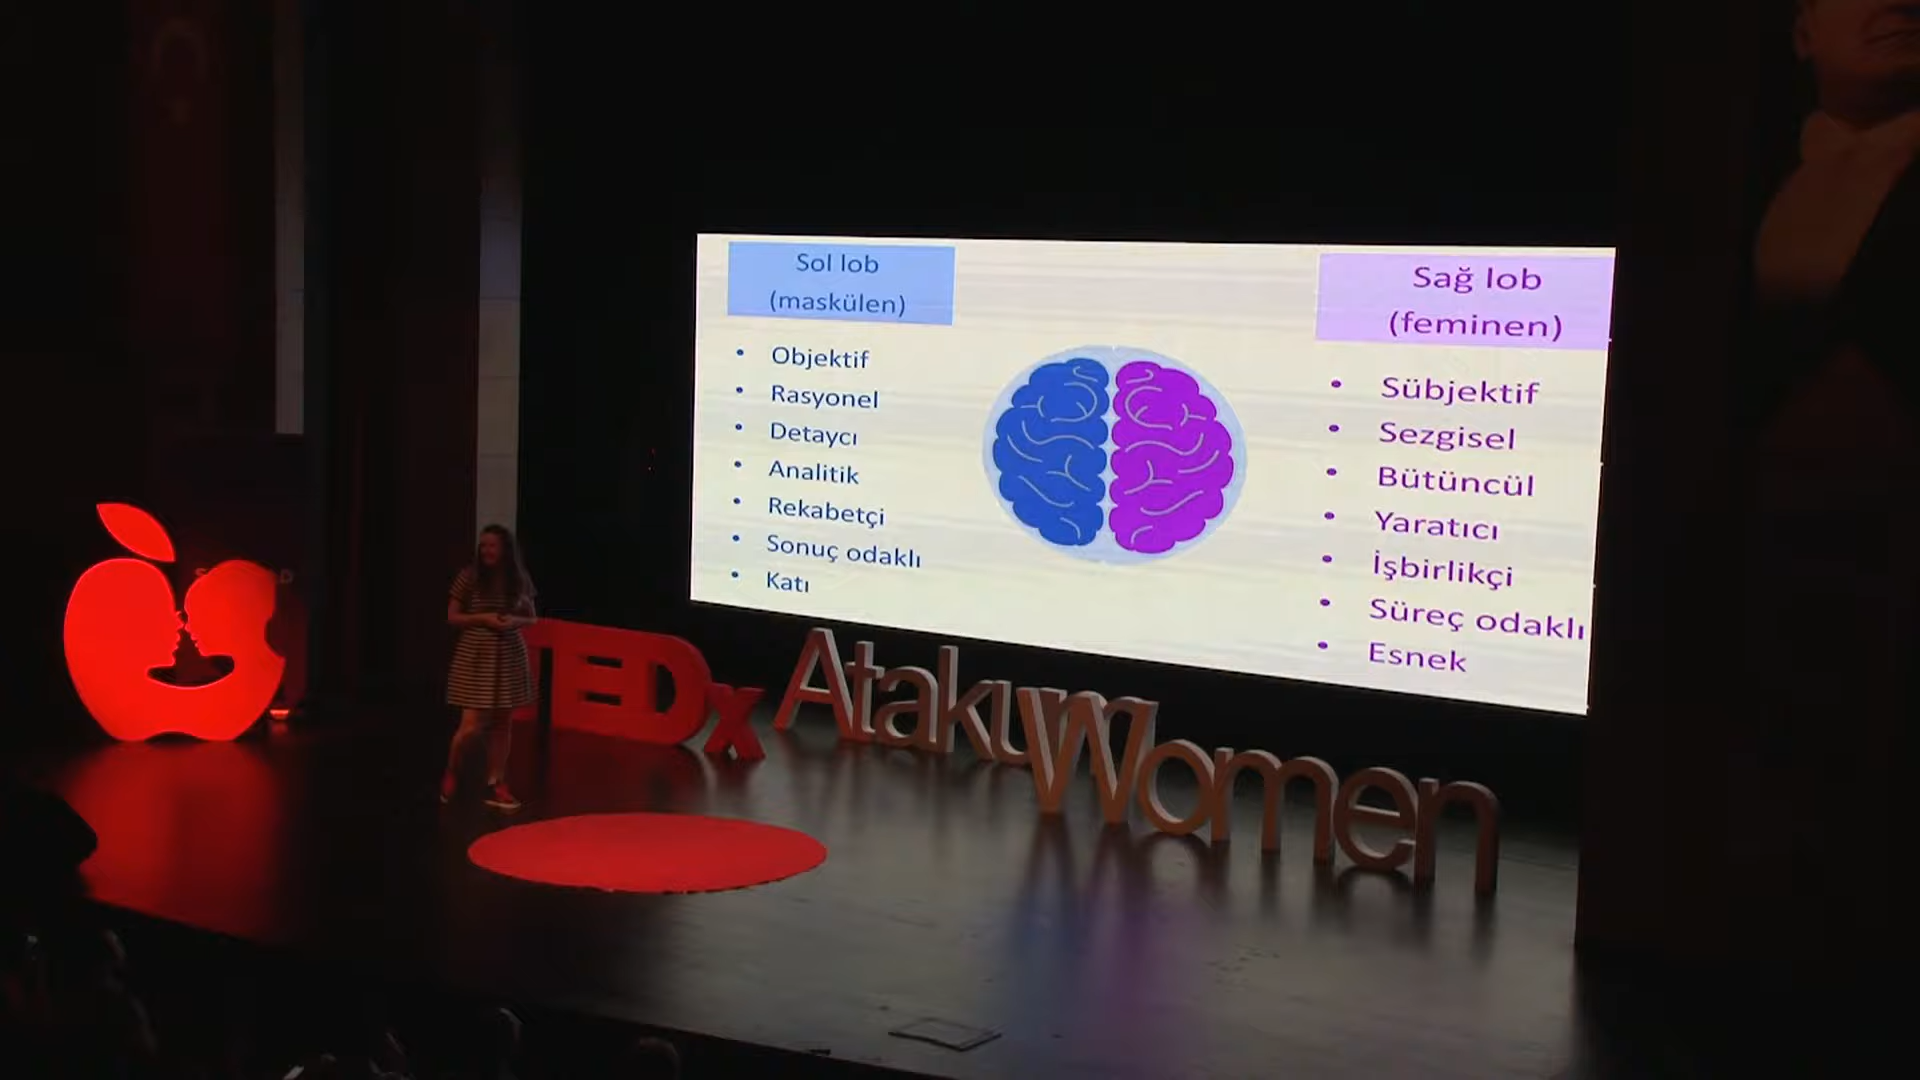 Sol lob
(maskülen)
• Objektif
• Rasyonel
• Detaycı
• Analitik
• Rekabetçi
• Sonuç odaklı
• Katı
Sağ lob
(feminen)
• Sübjektif
• Sezgisel
• Bütüncül
• Yaratıcı
• İşbirlikçi
• Süreç odaklı
• Esnek
TEDx AtakuWomen